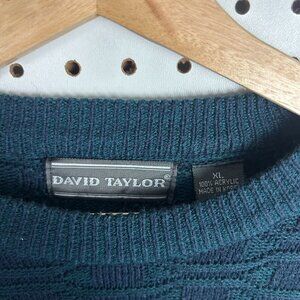 DAVID TAYLOR
XL
100% ACRYLIC
MADE IN